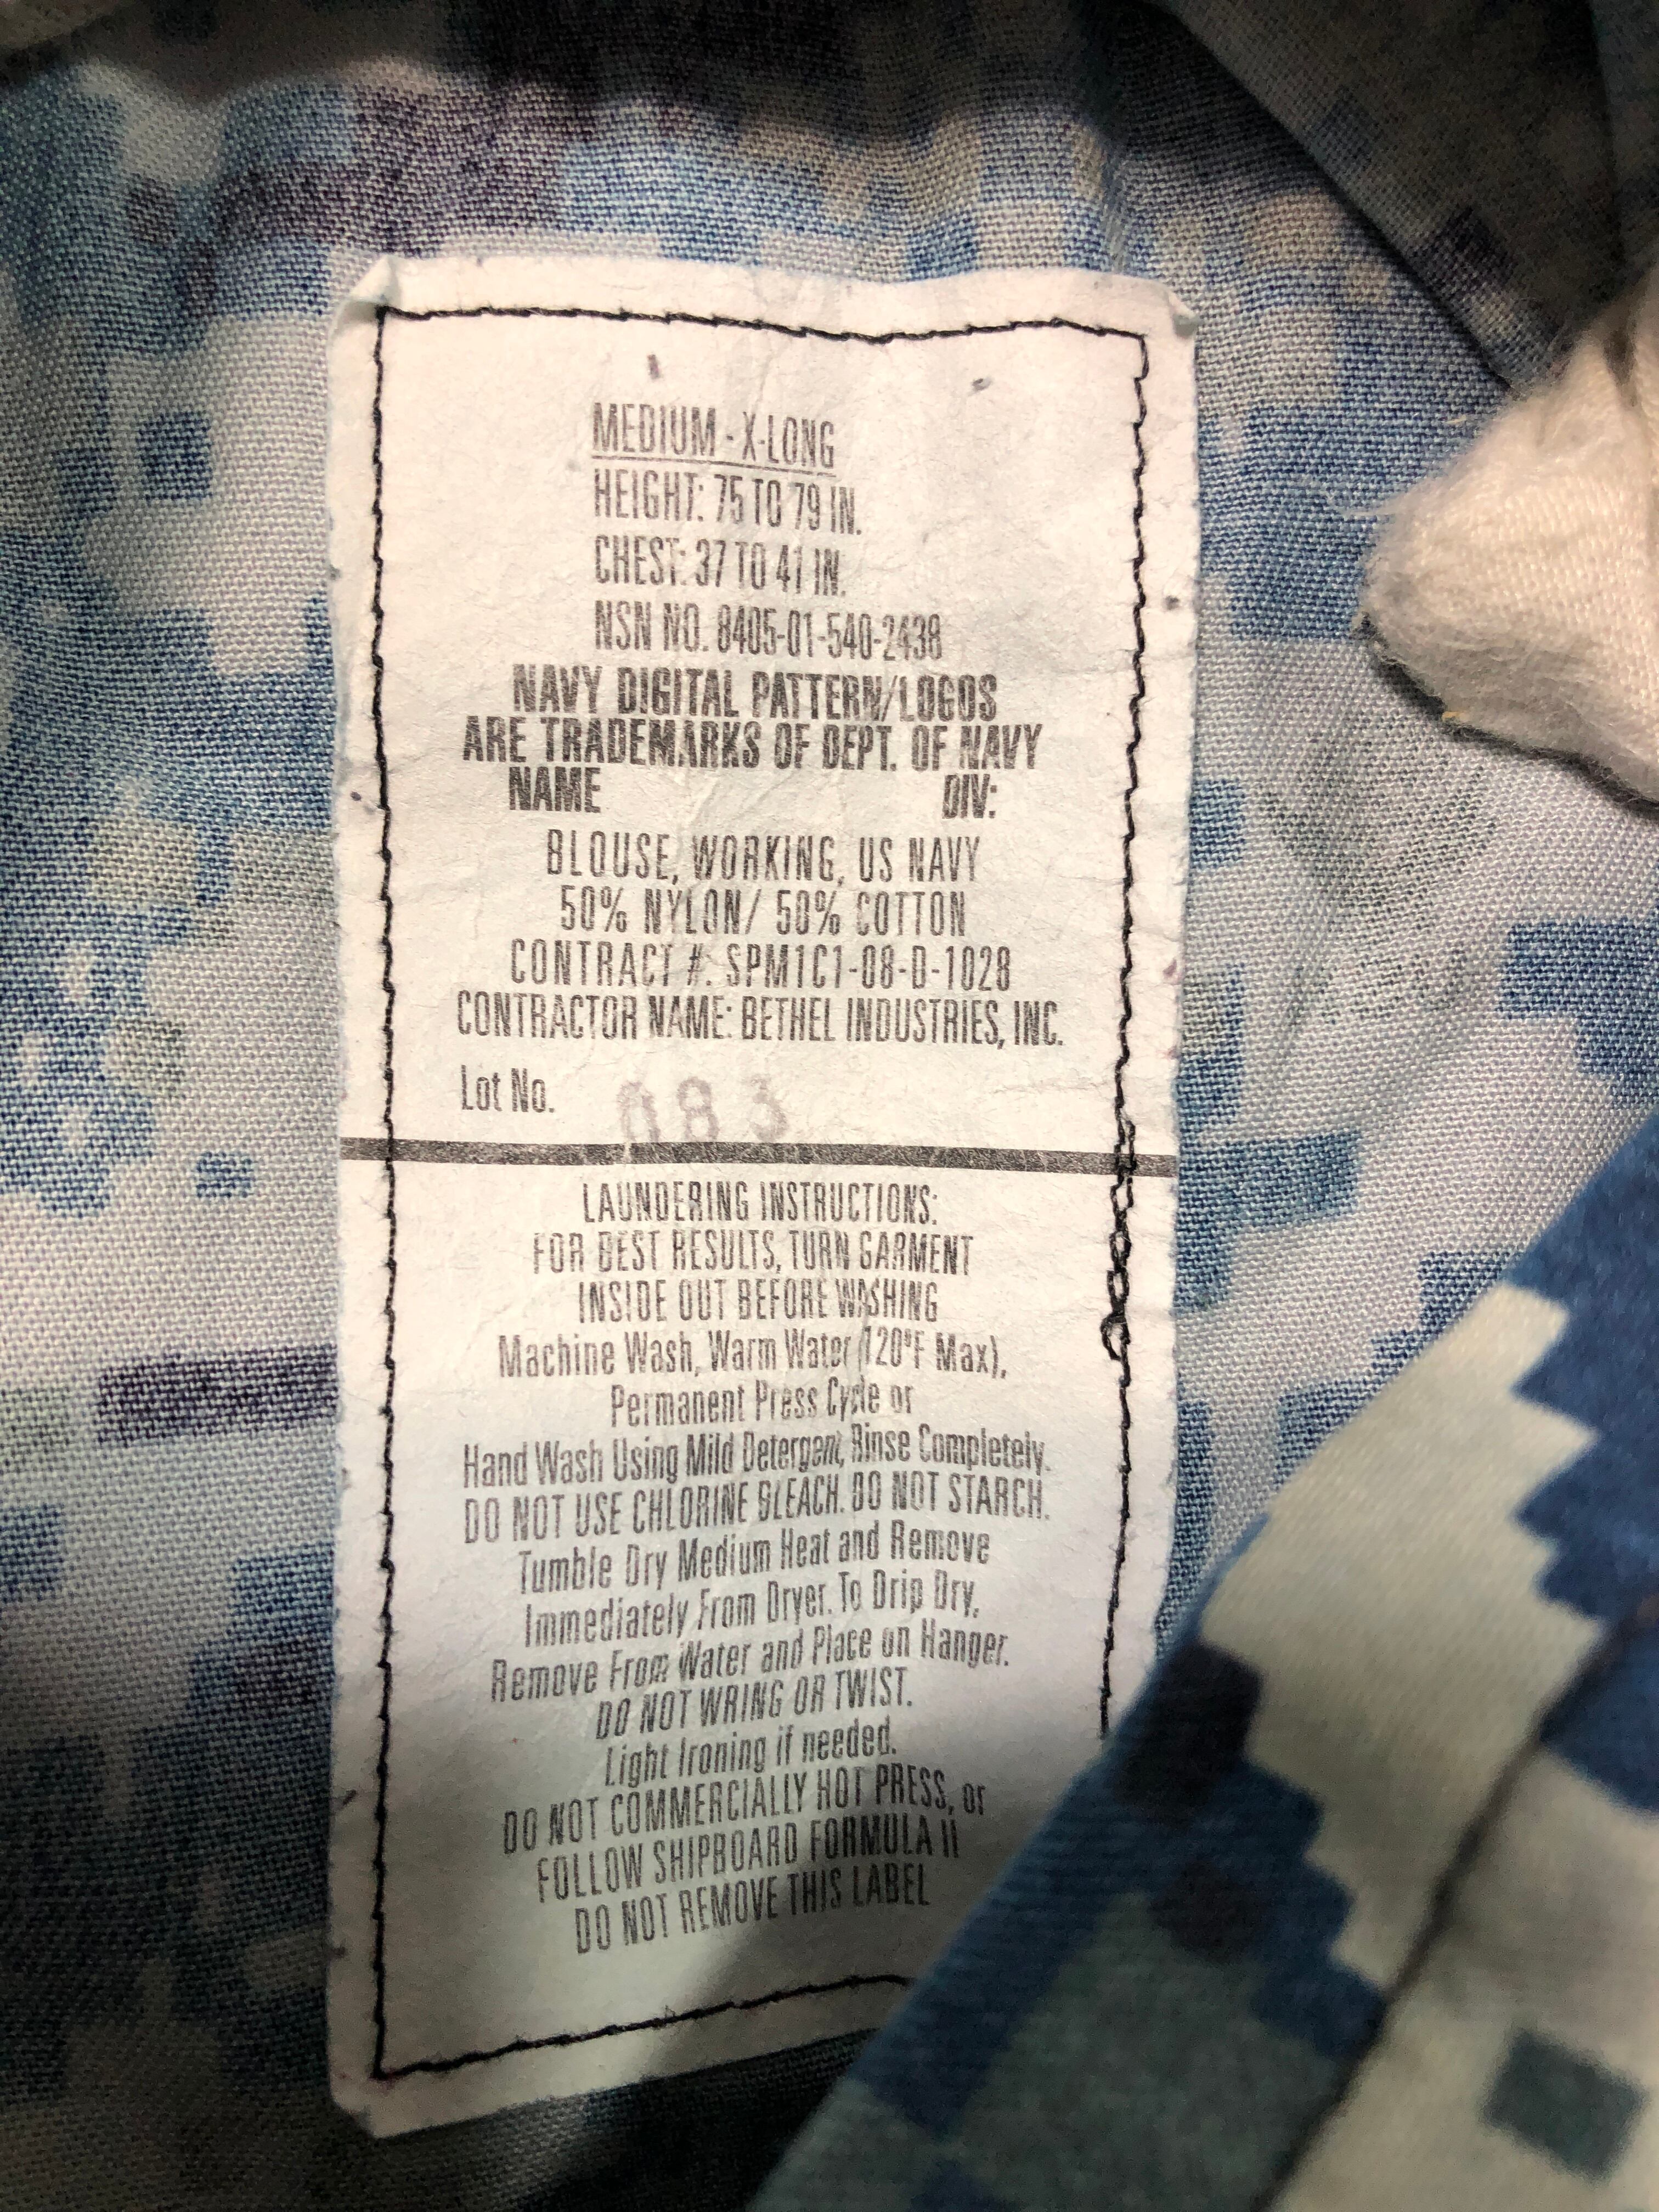 MEDIUM - X-LONG
HEIGHT: 75 TO 79 IN.
CHEST: 37 TO 41 IN.
NSN NO. 8405-01-540-2438
NAVY DIGITAL PATTERN/LOGOS
ARE TRADEMARKS OF DEPT. OF NAVY
NAME DIV:
BLOUSE, WORKING, US NAVY
50% NYLON/ 50% COTTON
CONTRACT #: SPM1C1-08-D-1028
CONTRACTOR NAME: BETHEL INDUSTRIES, INC.
Lot No. 083
LAUNDERING INSTRUCTIONS:
FOR BEST RESULTS, TURN GARMENT
INSIDE OUT BEFORE WASHING
Machine Wash, Warm Water (120°F Max),
Permanent Press Cycle or
Hand Wash Using Mild Detergent, Rinse Completely.
DO NOT USE CHLORINE BLEACH. DO NOT STARCH.
Tumble Dry Medium Heat and Remove
Immediately From Dryer. To Drip Dry,
Remove From Water and Place on Hanger.
DO NOT WRING OR TWIST.
Light Ironing if needed.
DO NOT COMMERCIALLY HOT PRESS, or
FOLLOW SHIPBOARD FORMULA II
DO NOT REMOVE THIS LABEL